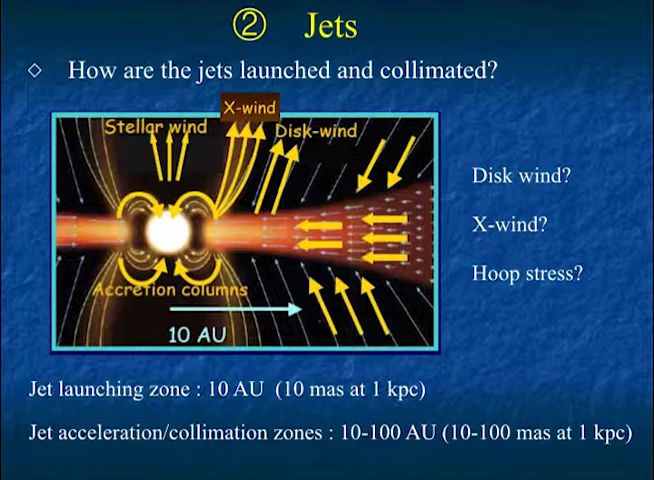 ② Jets
◇ How are the jets launched and collimated?
X-wind
Stellar wind
Disk-wind
Accretion columns
10 AU
Disk wind?
X-wind?
Hoop stress?
Jet launching zone : 10 AU (10 mas at 1 kpc)
Jet acceleration/collimation zones : 10-100 AU (10-100 mas at 1 kpc)